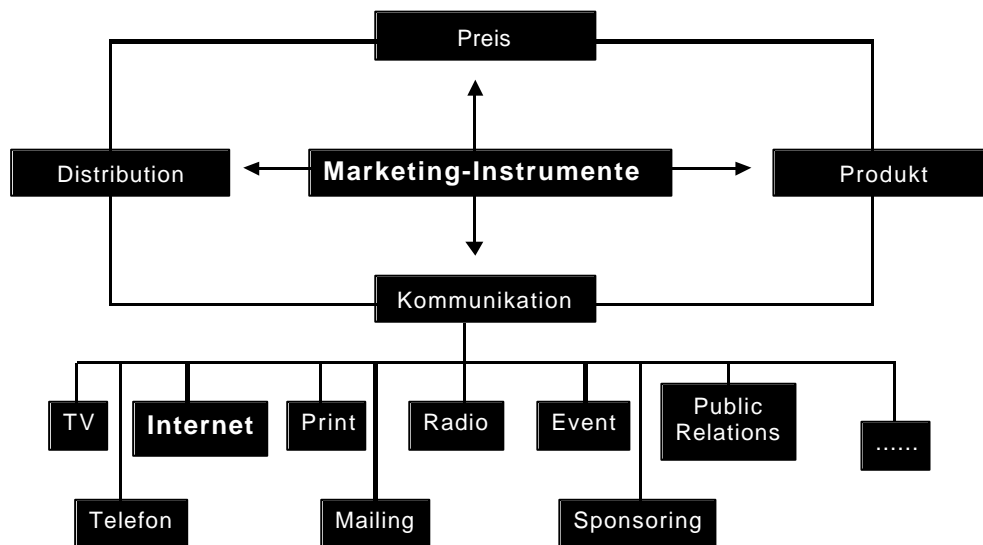 Preis
Distribution
Marketing-Instrumente
Produkt
Kommunikation
TV
Internet
Print
Radio
Event
Public
Relations
......
Telefon
Mailing
Sponsoring